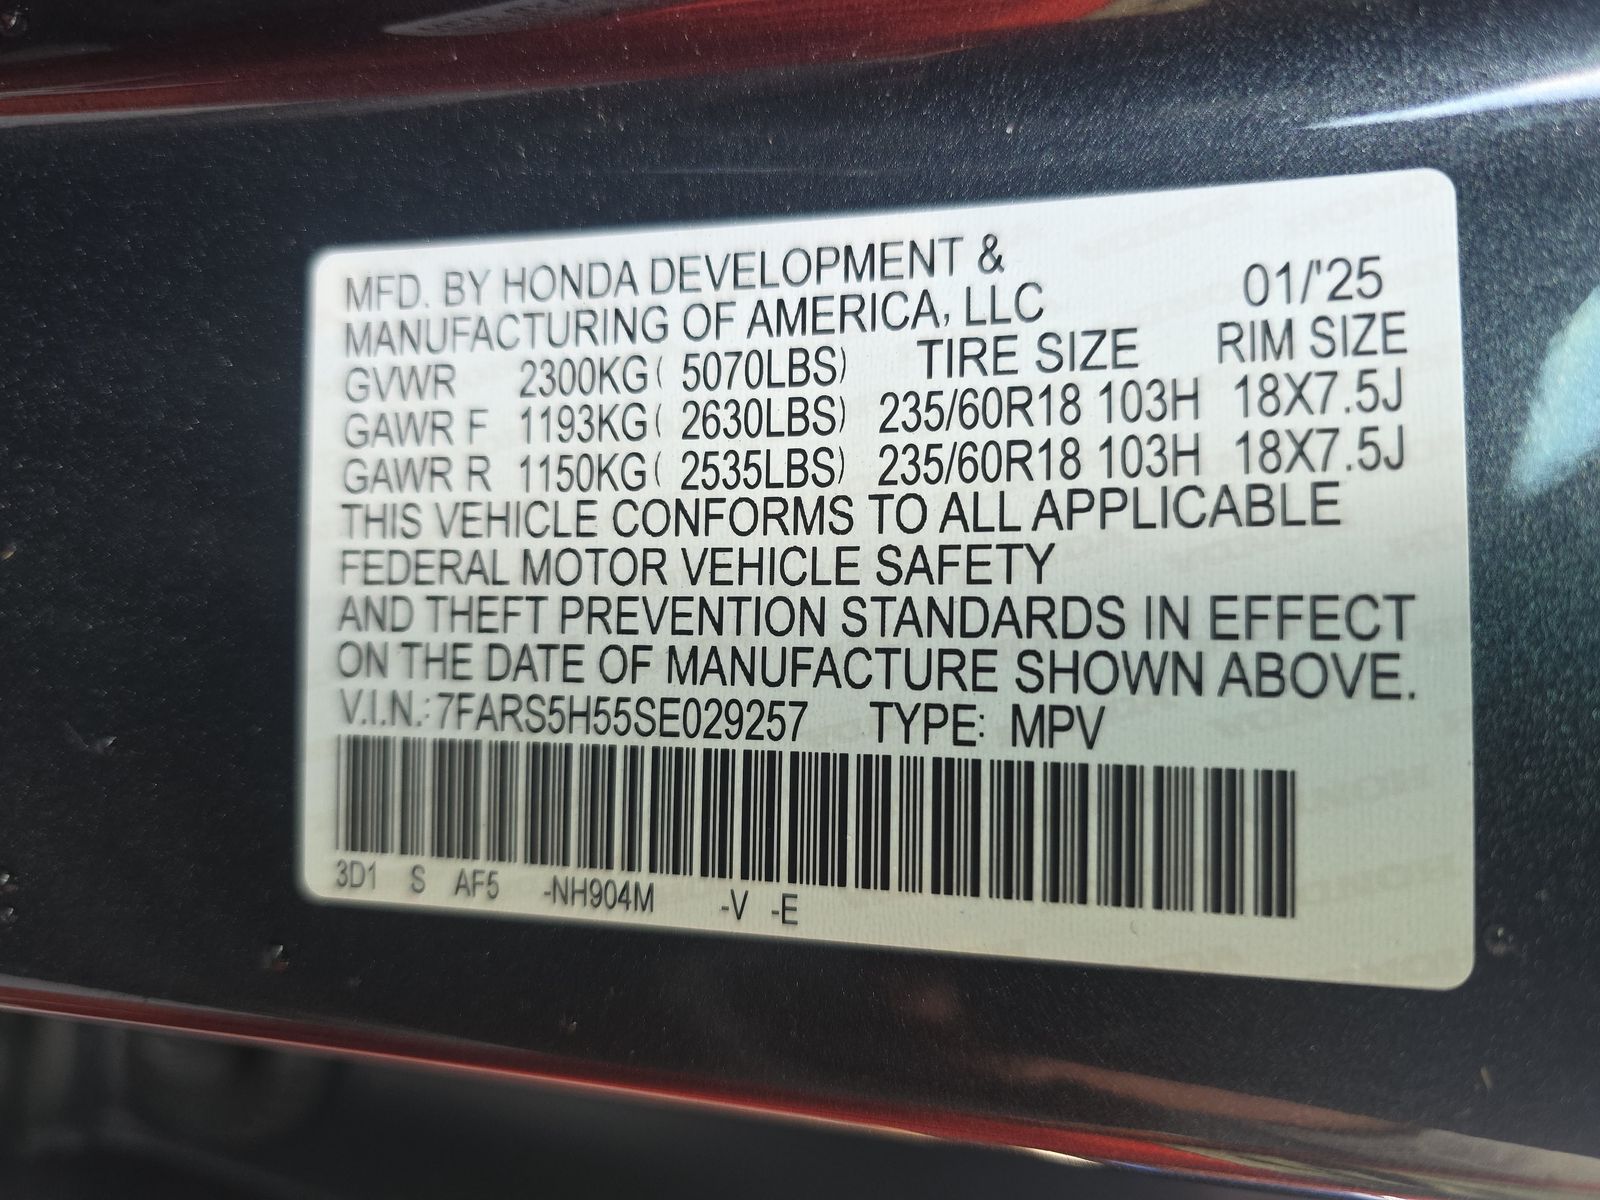 MFD. BY HONDA DEVELOPMENT &
MANUFACTURING OF AMERICA, LLC 01/'25
GVWR 2300KG( 5070LBS) TIRE SIZE RIM SIZE
GAWR F 1193KG( 2630LBS) 235/60R18 103H 18X7.5J
GAWR R 1150KG( 2535LBS) 235/60R18 103H 18X7.5J
THIS VEHICLE CONFORMS TO ALL APPLICABLE
FEDERAL MOTOR VEHICLE SAFETY
AND THEFT PREVENTION STANDARDS IN EFFECT
ON THE DATE OF MANUFACTURE SHOWN ABOVE.
V.I.N.: 7FARS5H55SE029257 TYPE: MPV
3D1 S AF5 -NH904M -V -E